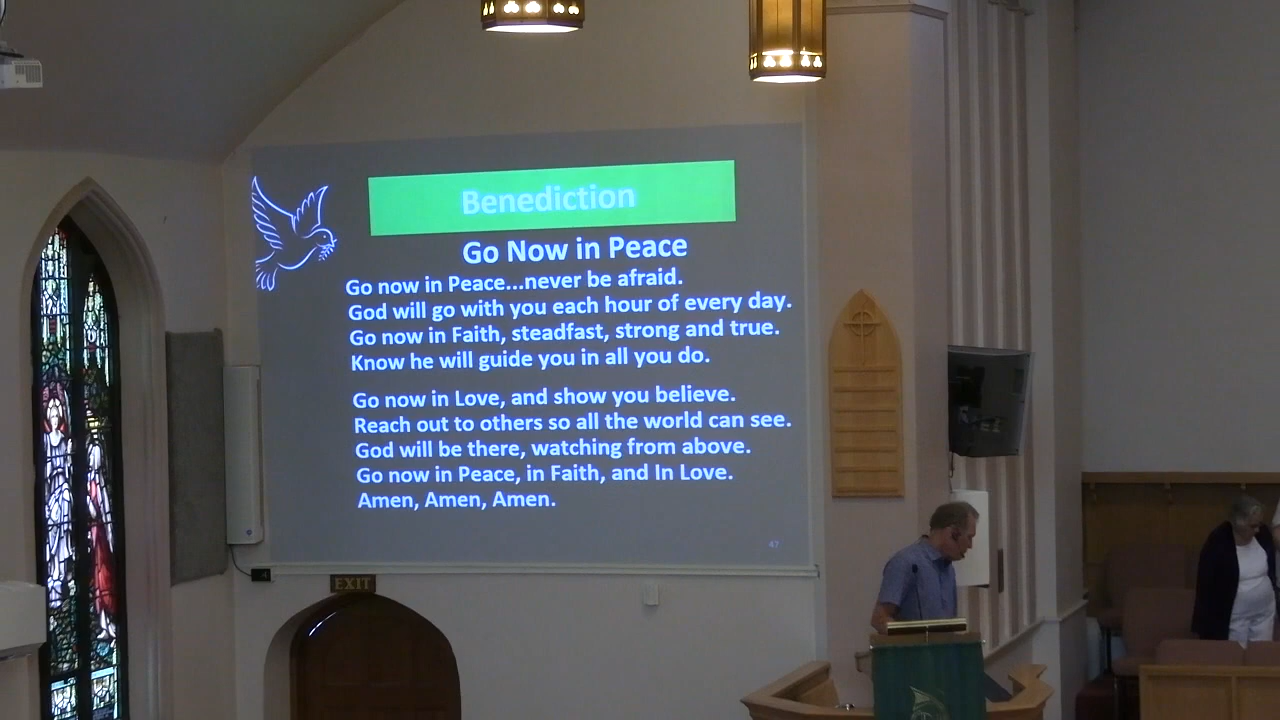 Benediction
Go Now in Peace
Go now in Peace...never be afraid.
God will go with you each hour of every day.
Go now in Faith, steadfast, strong and true.
Know he will guide you in all you do.
Go now in Love, and show you believe.
Reach out to others so all the world can see.
God will be there, watching from above.
Go now in Peace, in Faith, and In Love.
Amen, Amen, Amen.
47
EXIT